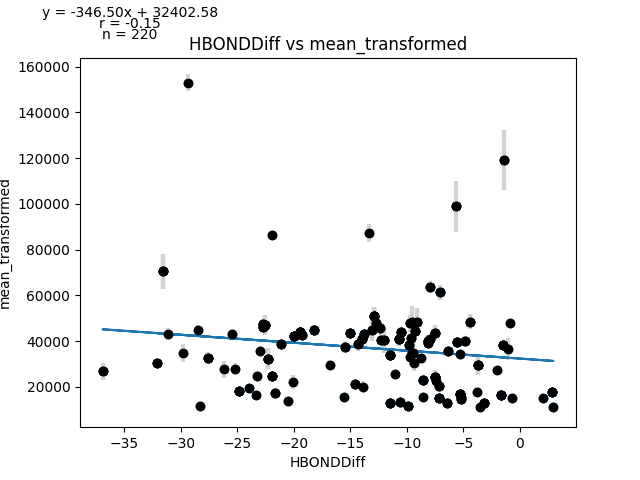 y = -346.50x + 32402.58
r = -0.15
n = 220
HBONDDiff vs mean_transformed
160000
140000
120000
100000
80000
60000
40000
20000
mean_transformed
−35
−30
−25
−20
−15
−10
−5
0
HBONDDiff